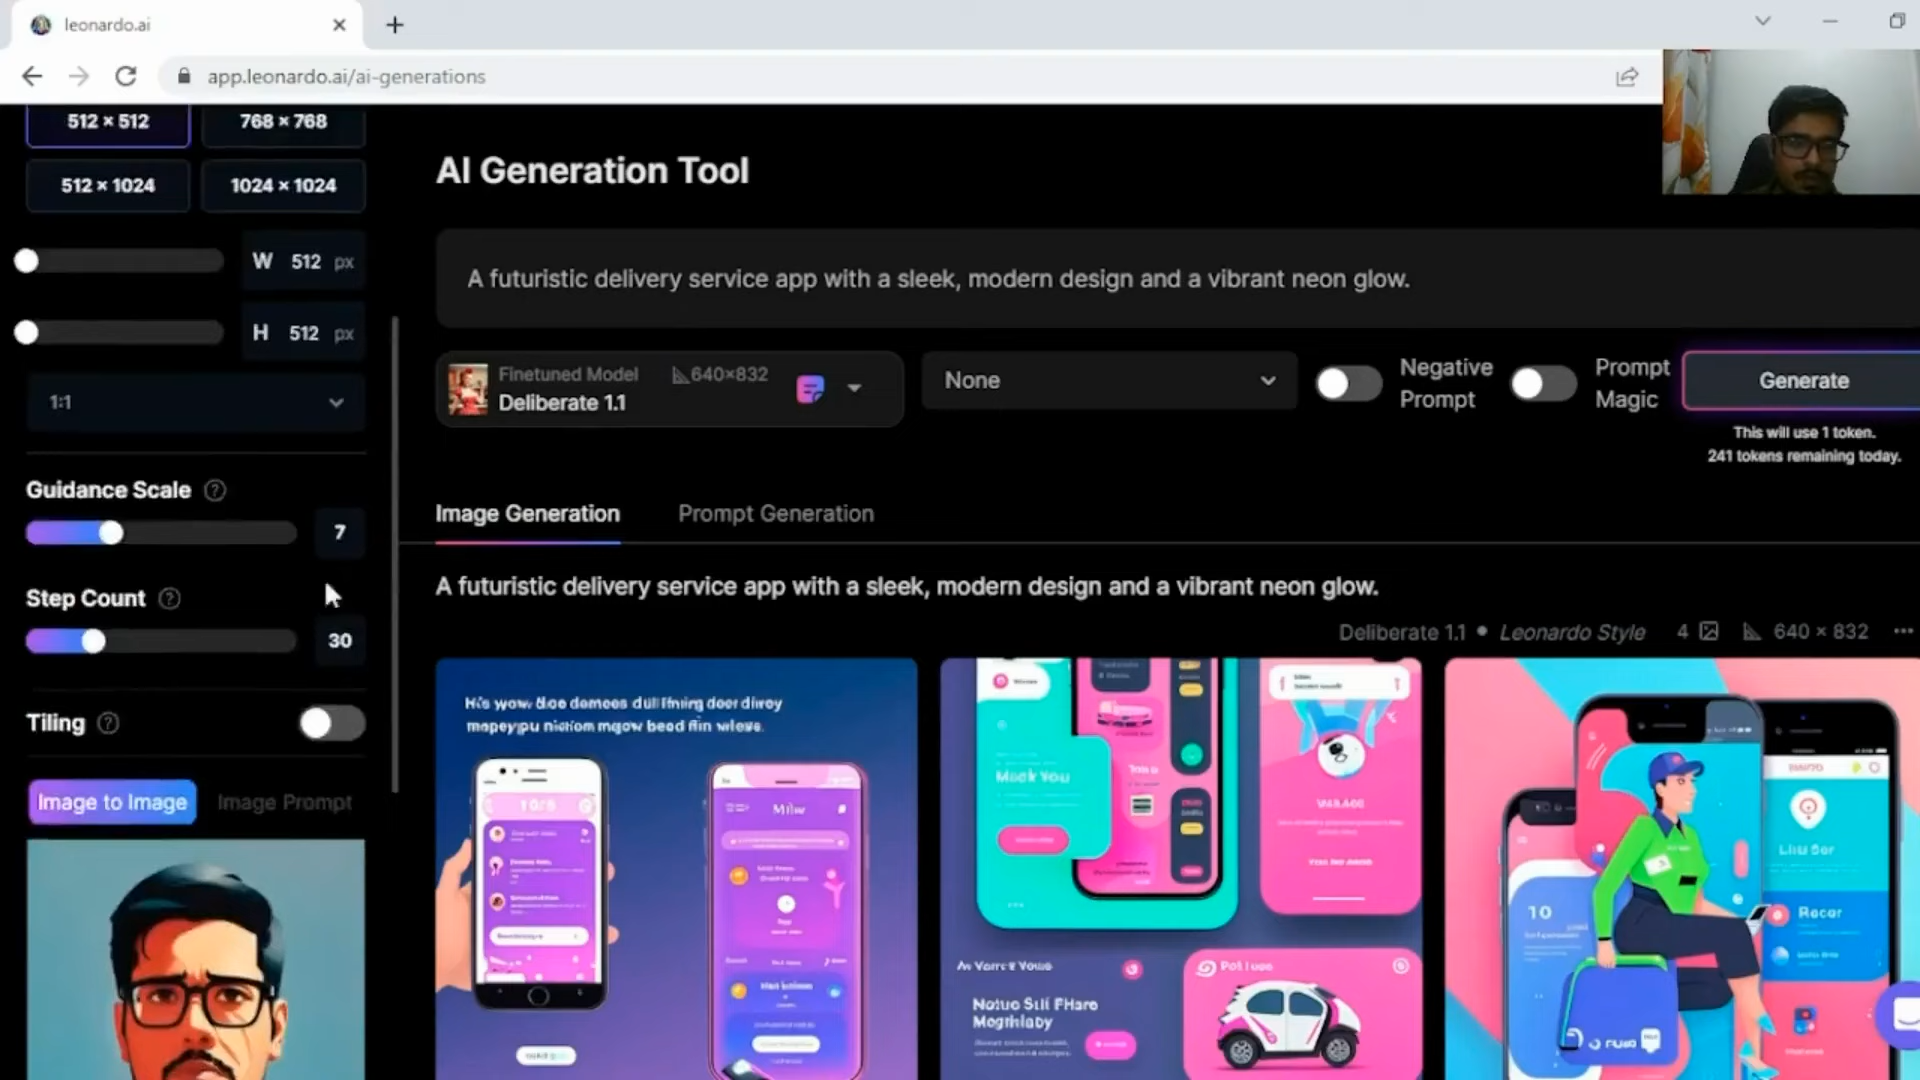 leonardo.ai
app.leonardo.ai/ai-generations
512 × 512
768 × 768
512 × 1024
1024 × 1024
W 512 px
H 512 px
1:1
Guidance Scale
7
Step Count
30
Tiling
Image to Image
Image Prompt
AI Generation Tool
A futuristic delivery service app with a sleek, modern design and a vibrant neon glow.
Finetuned Model
640×832
Deliberate 1.1
None
Negative
Prompt
Prompt
Magic
Generate
This will use 1 token.
241 tokens remaining today.
Image Generation
Prompt Generation
A futuristic delivery service app with a sleek, modern design and a vibrant neon glow.
Deliberate 1.1 • Leonardo Style 4 640 × 832
Milw
10
Recor